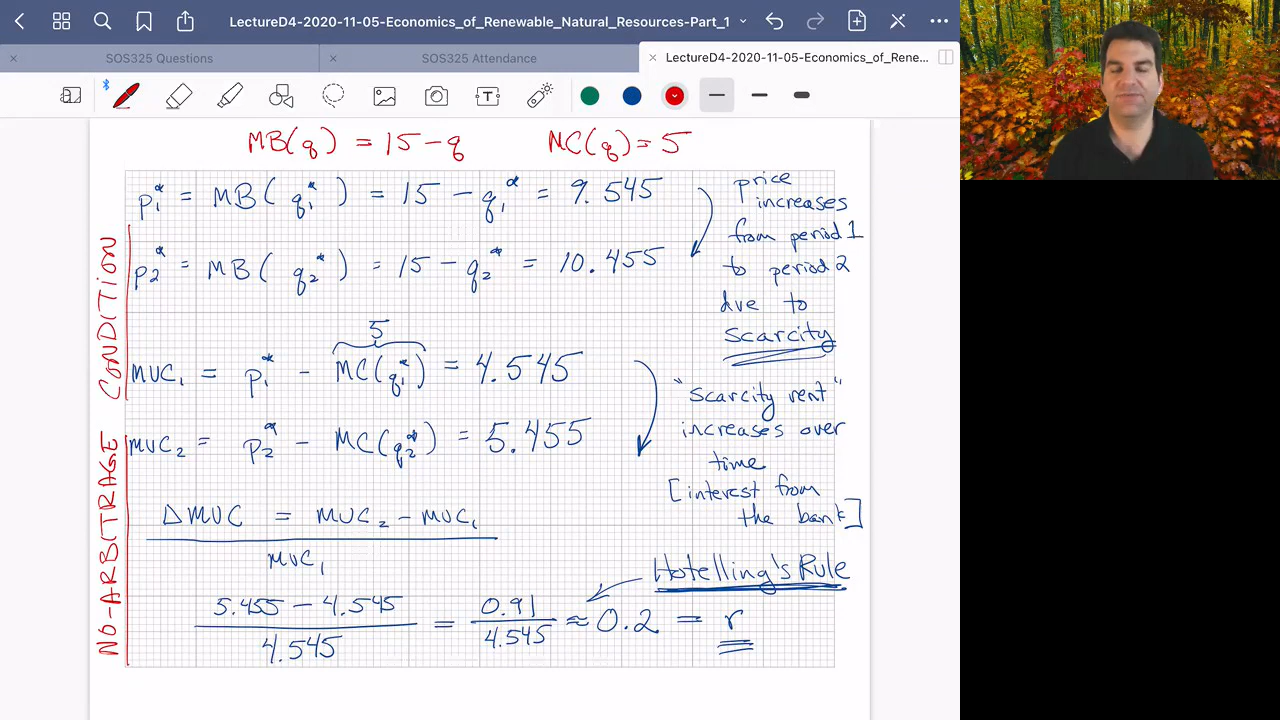 LectureD4-2020-11-05-Economics_of_Renewable_Natural_Resources-Part_1
SOS325 Questions
SOS325 Attendance
LectureD4-2020-11-05-Economics_of_Rene...
MB(q) = 15 - q MC(q) = 5
p₁* = MB(q₁*) = 15 - q₁* = 9.545
p₂* = MB(q₂*) = 15 - q₂* = 10.455
price
increases
from period 1
to period 2
due to
scarcity
NO-ARBITRAGE CONDITION
5
MUC₁ = p₁* - MC(q₁*) = 4.545
MUC₂ = p₂* - MC(q₂*) = 5.455
"scarcity rent"
increases over
time
[interest from
the bank]
ΔMUC = MUC₂ - MUC₁
MUC₁
Hotelling's Rule
5.455 - 4.545
4.545
= 0.91
4.545
≈ 0.2 = r